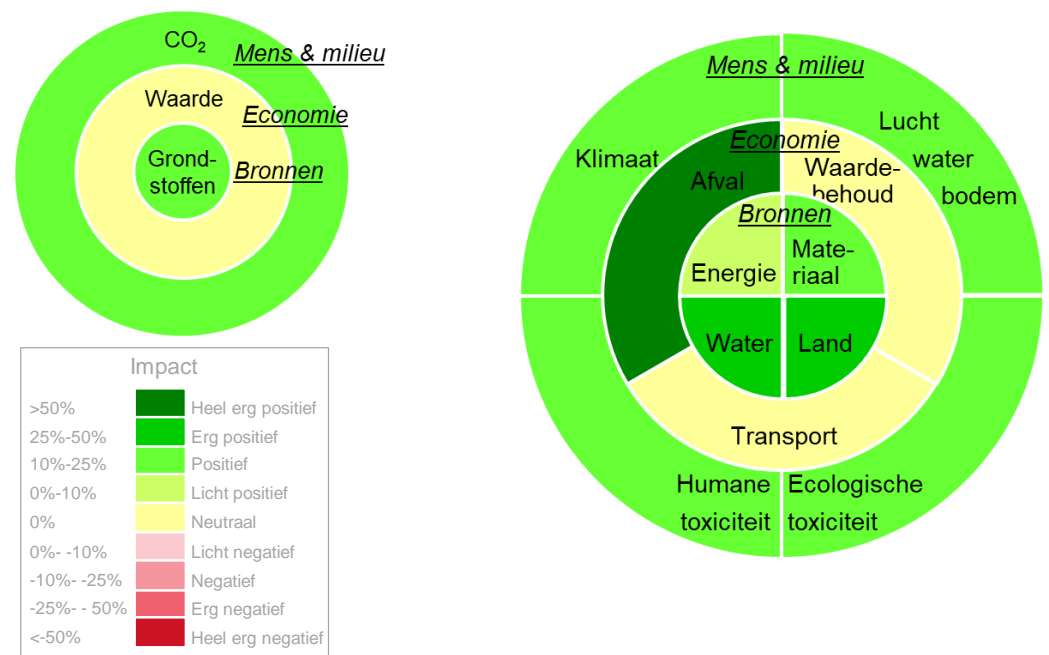 CO₂
Mens & milieu
Waarde
Economie
Grond-
stoffen
Bronnen
Impact
>50% Heel erg positief
25%-50% Erg positief
10%-25% Positief
0%-10% Licht positief
0% Neutraal
0%- -10% Licht negatief
-10%- -25% Negatief
-25%- - 50% Erg negatief
<-50% Heel erg negatief
Mens & milieu
Klimaat
Lucht
water
bodem
Economie
Afval
Waarde-
behoud
Bronnen
Energie
Mate-
riaal
Water
Land
Transport
Humane
toxiciteit
Ecologische
toxiciteit